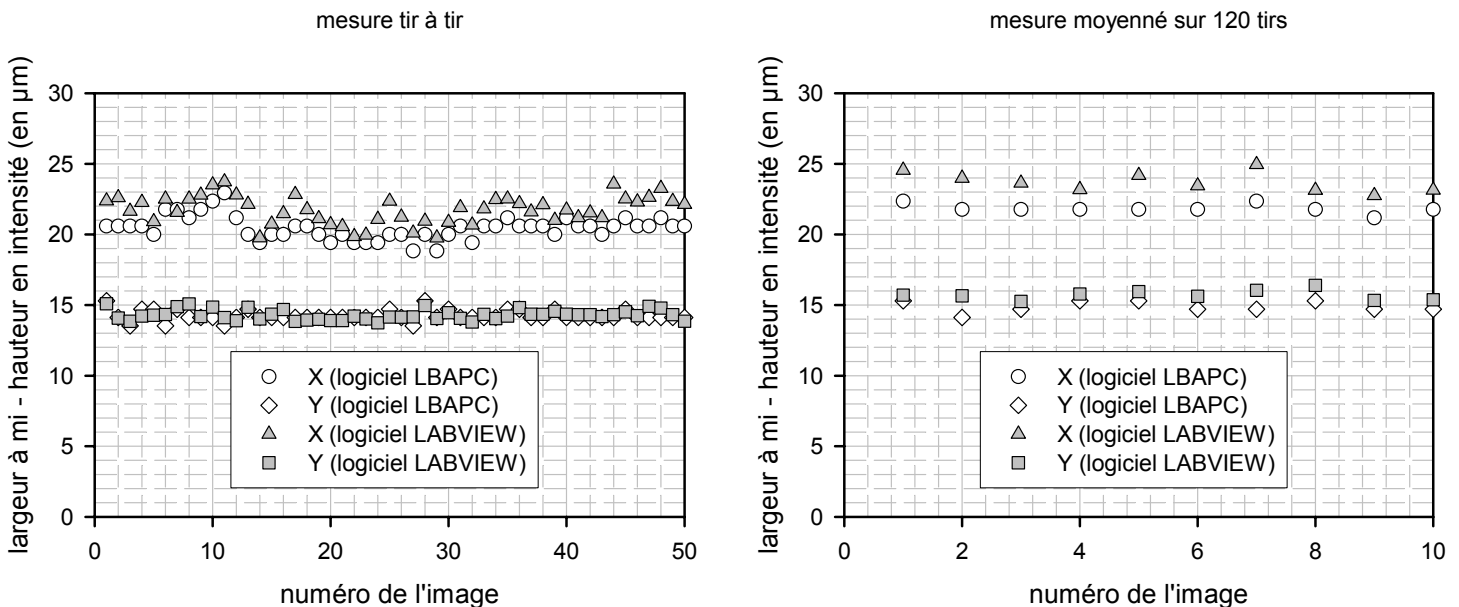 mesure tir à tir
largeur à mi - hauteur en intensité (en µm)
30
25
20
15
10
5
0
X (logiciel LBAPC)
Y (logiciel LBAPC)
X (logiciel LABVIEW)
Y (logiciel LABVIEW)
0 10 20 30 40 50
numéro de l'image
mesure moyenné sur 120 tirs
largeur à mi - hauteur en intensité (en µm)
30
25
20
15
10
5
0
X (logiciel LBAPC)
Y (logiciel LBAPC)
X (logiciel LABVIEW)
Y (logiciel LABVIEW)
0 2 4 6 8 10
numéro de l'image